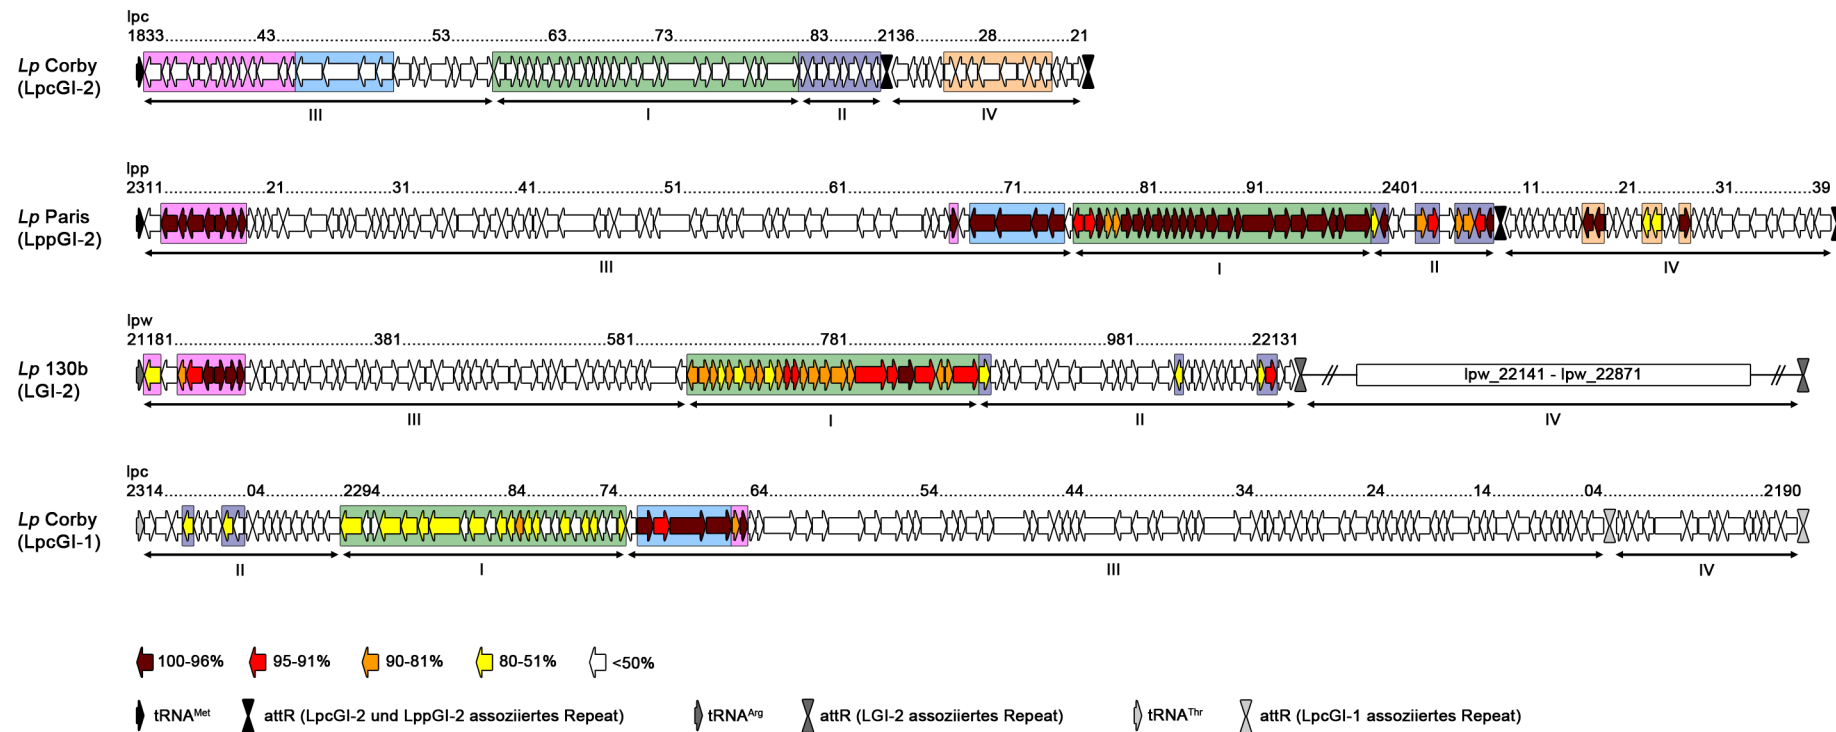 lpc
1833..............43..........................53................63..............73......................83............2136..........28............21
Lp Corby
(LpcGI-2)
III I II IV
lpp
2311................21..................31..................41.....................51........................61..........................71....................81................91..................2401..................11..............21..............31..............39
Lp Paris
(LppGI-2)
III I II IV
lpw
21181..............................381...................................581............................781......................................981...................22131
Lp 130b
(LGI-2)
lpw_22141 - lpw_22871
III I II IV
lpc
2314..............04..............2294....................84............74......................64.........................54......................44..........................34....................24................14................04..........................2190
Lp Corby
(LpcGI-1)
II I III IV
100-96% 95-91% 90-81% 80-51% <50%
tRNAMet attR (LpcGI-2 und LppGI-2 assoziiertes Repeat) tRNAArg attR (LGI-2 assoziiertes Repeat) tRNAThr attR (LpcGI-1 assoziiertes Repeat)